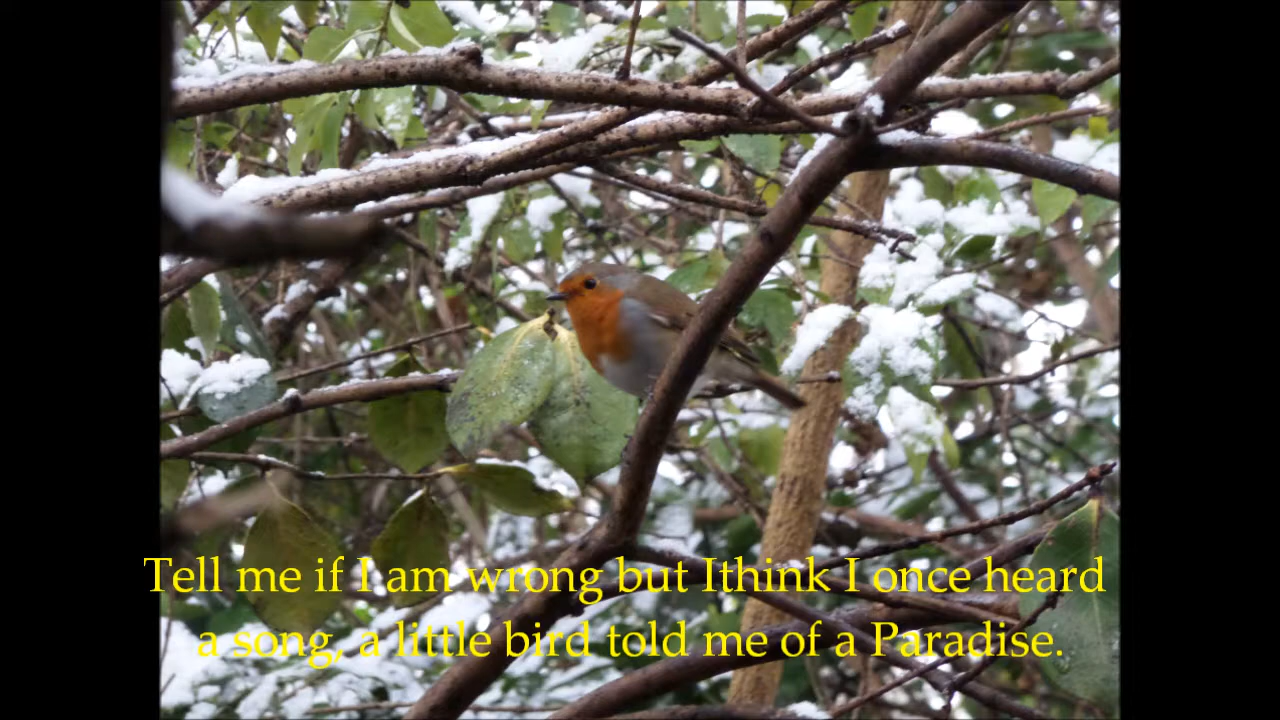 Tell me if I am wrong but Ithink I once heard
a song, a little bird told me of a Paradise.